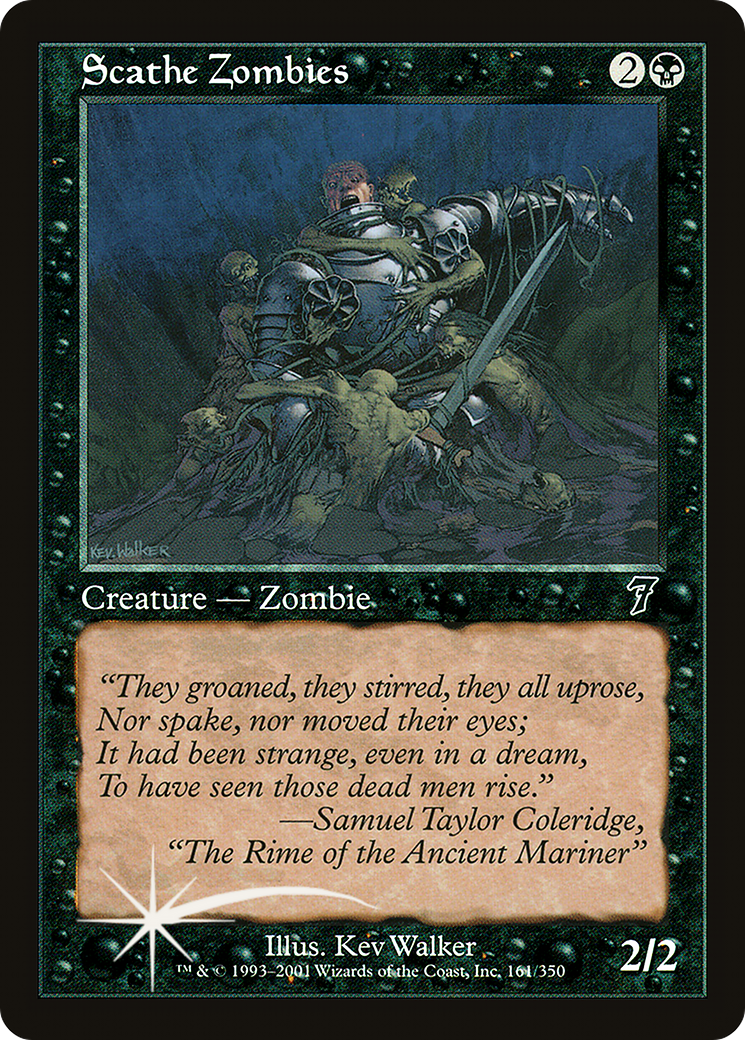 Scathe Zombies 2
KEV. WALKER
Creature — Zombie 7
“They groaned, they stirred, they all uprose,
Nor spake, nor moved their eyes;
It had been strange, even in a dream,
To have seen those dead men rise.”
—Samuel Taylor Coleridge,
“The Rime of the Ancient Mariner”
Illus. Kev Walker
™ & © 1993–2001 Wizards of the Coast, Inc. 161/350
2/2